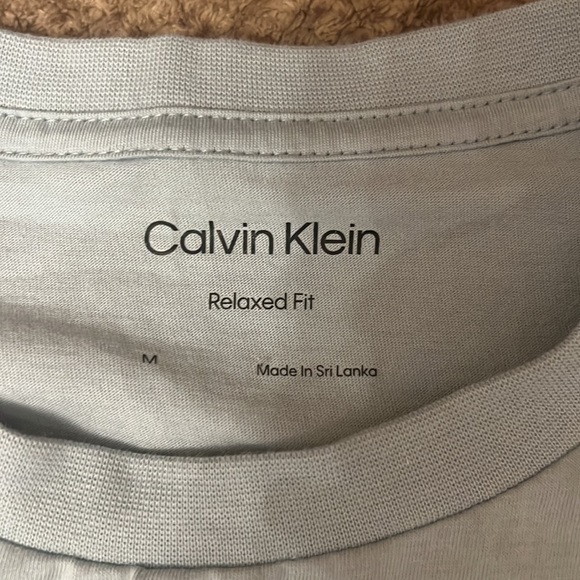 Calvin Klein
Relaxed Fit
M Made In Sri Lanka